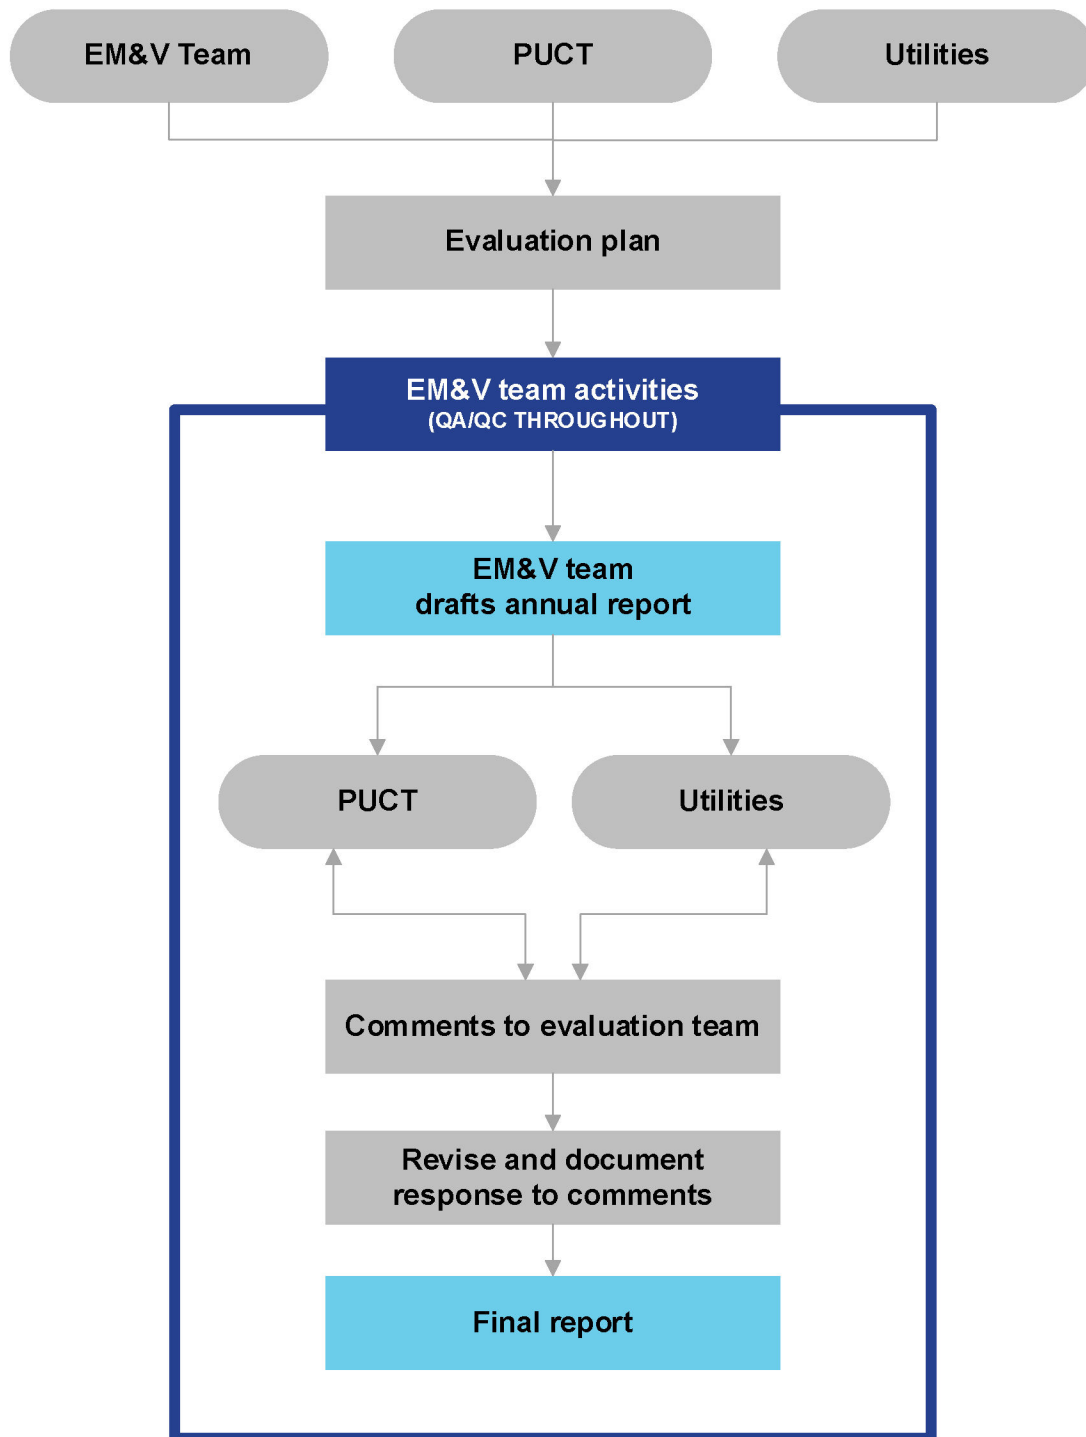 EM&V Team
PUCT
Utilities
Evaluation plan
EM&V team activities
(QA/QC THROUGHOUT)
EM&V team
drafts annual report
PUCT
Utilities
Comments to evaluation team
Revise and document
response to comments
Final report